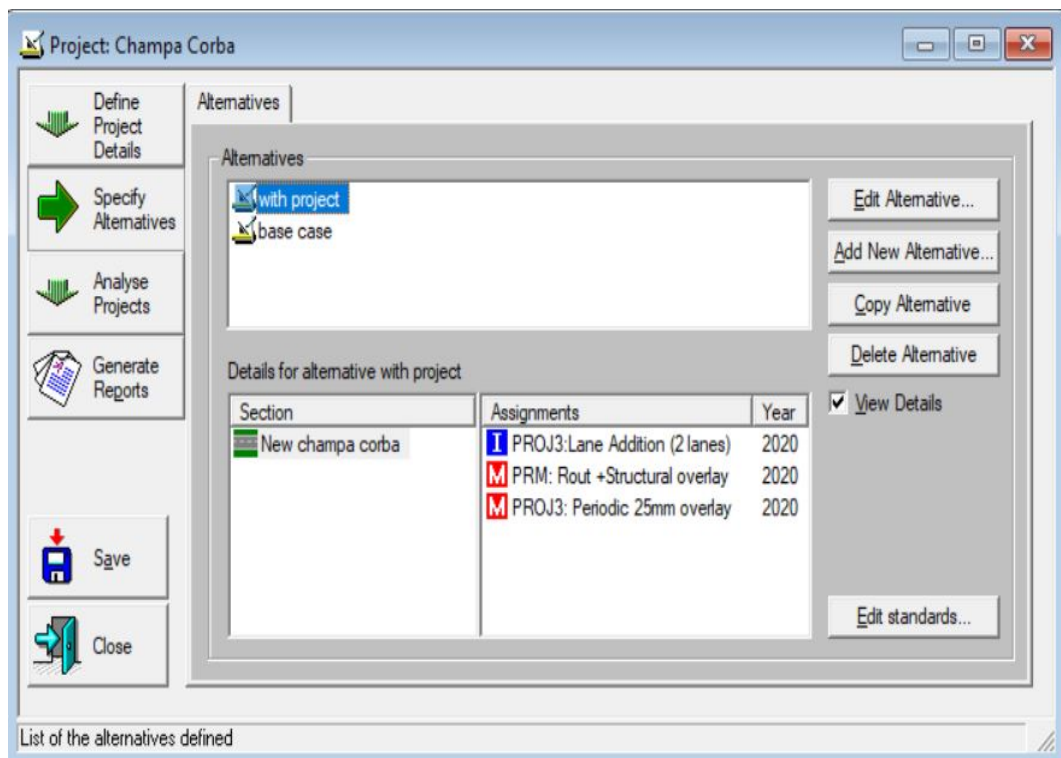 Project: Champa Corba
Define
Project
Details
Specify
Alternatives
Analyse
Projects
Generate
Reports
Save
Close
Alternatives
Alternatives
with project
base case
Edit Alternative...
Add New Alternative...
Copy Alternative
Delete Alternative
View Details
Details for alternative with project
Section
New champa corba
Assignments Year
I PROJ3:Lane Addition (2 lanes) 2020
M PRM: Rout +Structural overlay 2020
M PROJ3: Periodic 25mm overlay 2020
Edit standards...
List of the alternatives defined